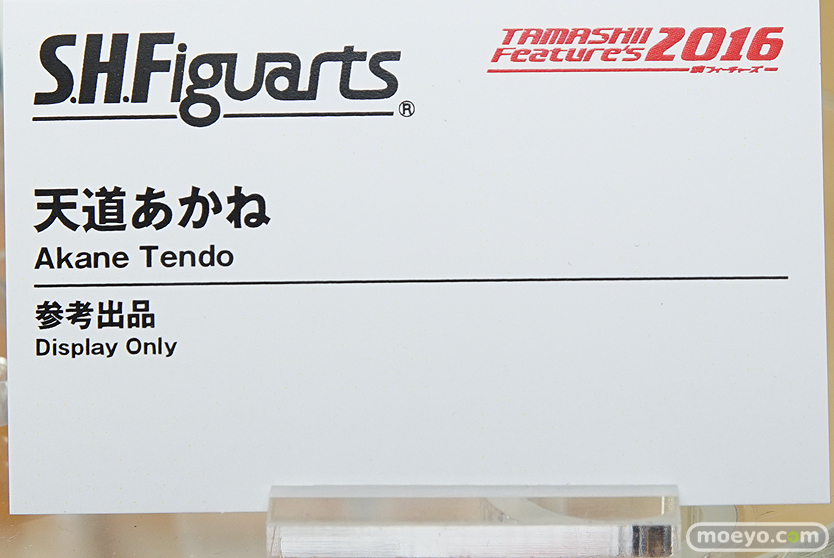 S.H.Figuarts®
TAMASHII
Feature's 2016
魂フィーチャーズ
天道あかね
Akane Tendo
参考出品
Display Only
moeyo.com